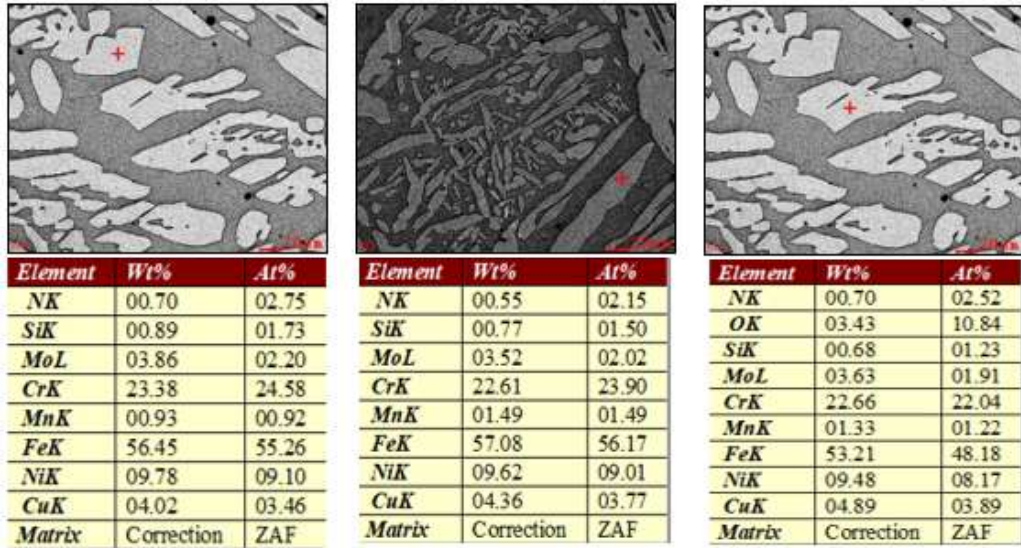 Element Wt% At%
NK 00.70 02.75
SiK 00.89 01.73
MoL 03.86 02.20
CrK 23.38 24.58
MnK 00.93 00.92
FeK 56.45 55.26
NiK 09.78 09.10
CuK 04.02 03.46
Matrix Correction ZAF
Element Wt% At%
NK 00.55 02.15
SiK 00.77 01.50
MoL 03.52 02.02
CrK 22.61 23.90
MnK 01.49 01.49
FeK 57.08 56.17
NiK 09.62 09.01
CuK 04.36 03.77
Matrix Correction ZAF
Element Wt% At%
NK 00.70 02.52
OK 03.43 10.84
SiK 00.68 01.23
MoL 03.63 01.91
CrK 22.66 22.04
MnK 01.33 01.22
FeK 53.21 48.18
NiK 09.48 08.17
CuK 04.89 03.89
Matrix Correction ZAF